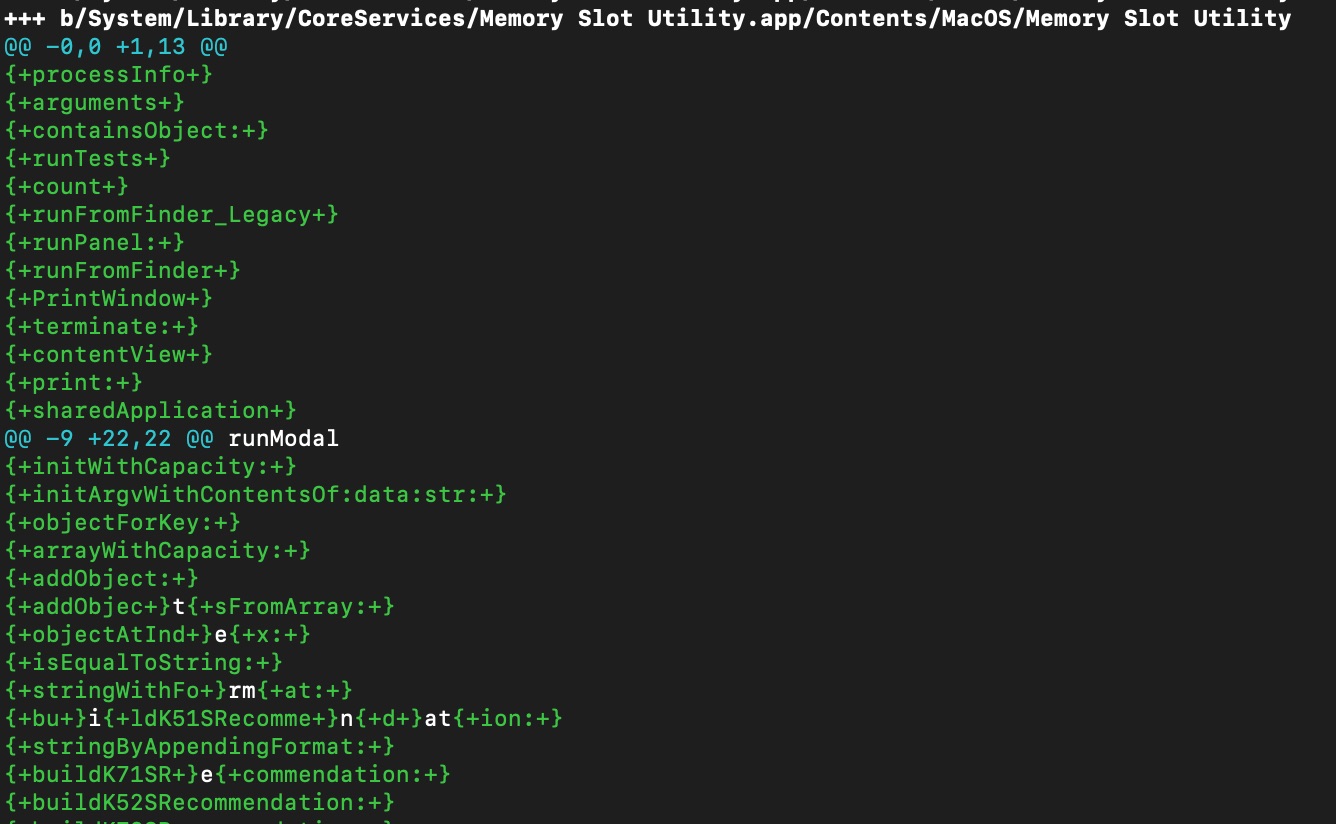 +++ b/System/Library/CoreServices/Memory Slot Utility.app/Contents/MacOS/Memory Slot Utility
@@ −0,0 +1,13 @@
{+processInfo+}
{+arguments+}
{+containsObject:+}
{+runTests+}
{+count+}
{+runFromFinder_Legacy+}
{+runPanel:+}
{+runFromFinder+}
{+PrintWindow+}
{+terminate:+}
{+contentView+}
{+print:+}
{+sharedApplication+}
@@ −9 +22,22 @@ runModal
{+initWithCapacity:+}
{+initArgvWithContentsOf:data:str:+}
{+objectForKey:+}
{+arrayWithCapacity:+}
{+addObject:+}
{+addObjec+}t{+sFromArray:+}
{+objectAtInd+}e{+x:+}
{+isEqualToString:+}
{+stringWithFo+}rm{+at:+}
{+bu+}i{+ldK51SRecomme+}n{+d+}at{+ion:+}
{+stringByAppendingFormat:+}
{+buildK71SR+}e{+commendation:+}
{+buildK52SRecommendation:+}